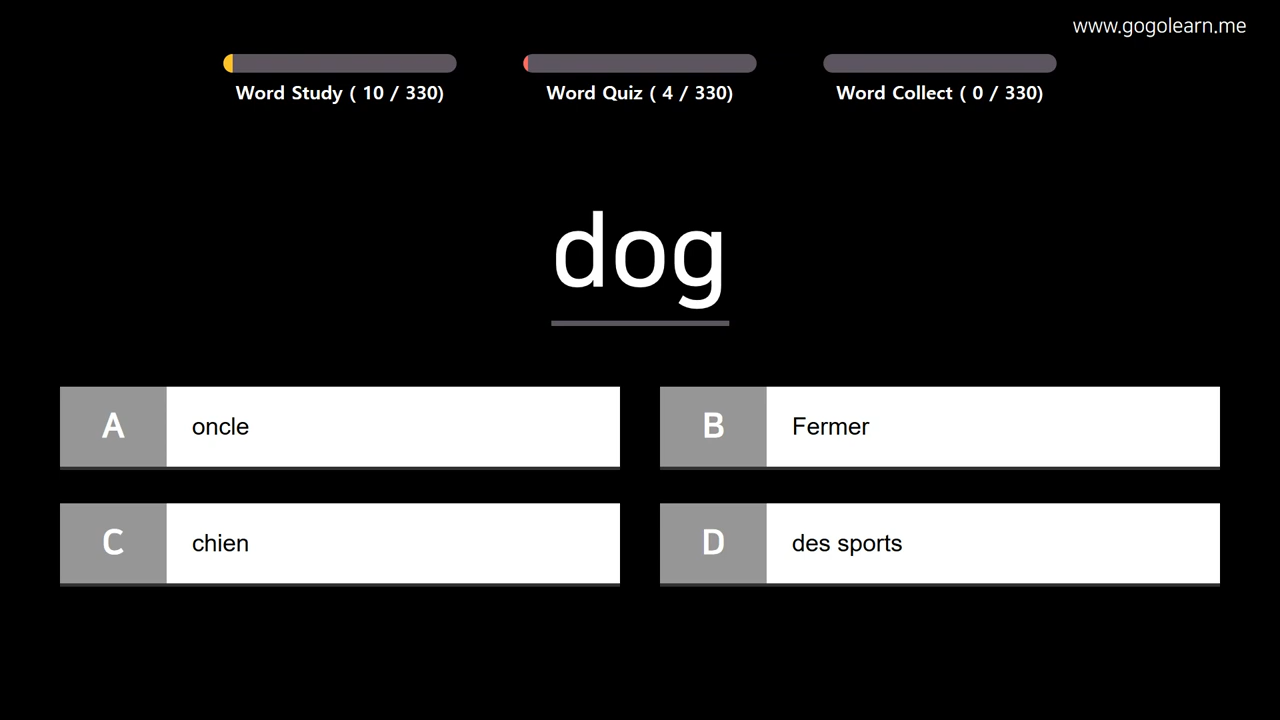 www.gogolearn.me
Word Study ( 10 / 330)
Word Quiz ( 4 / 330)
Word Collect ( 0 / 330)
dog
A oncle
B Fermer
C chien
D des sports